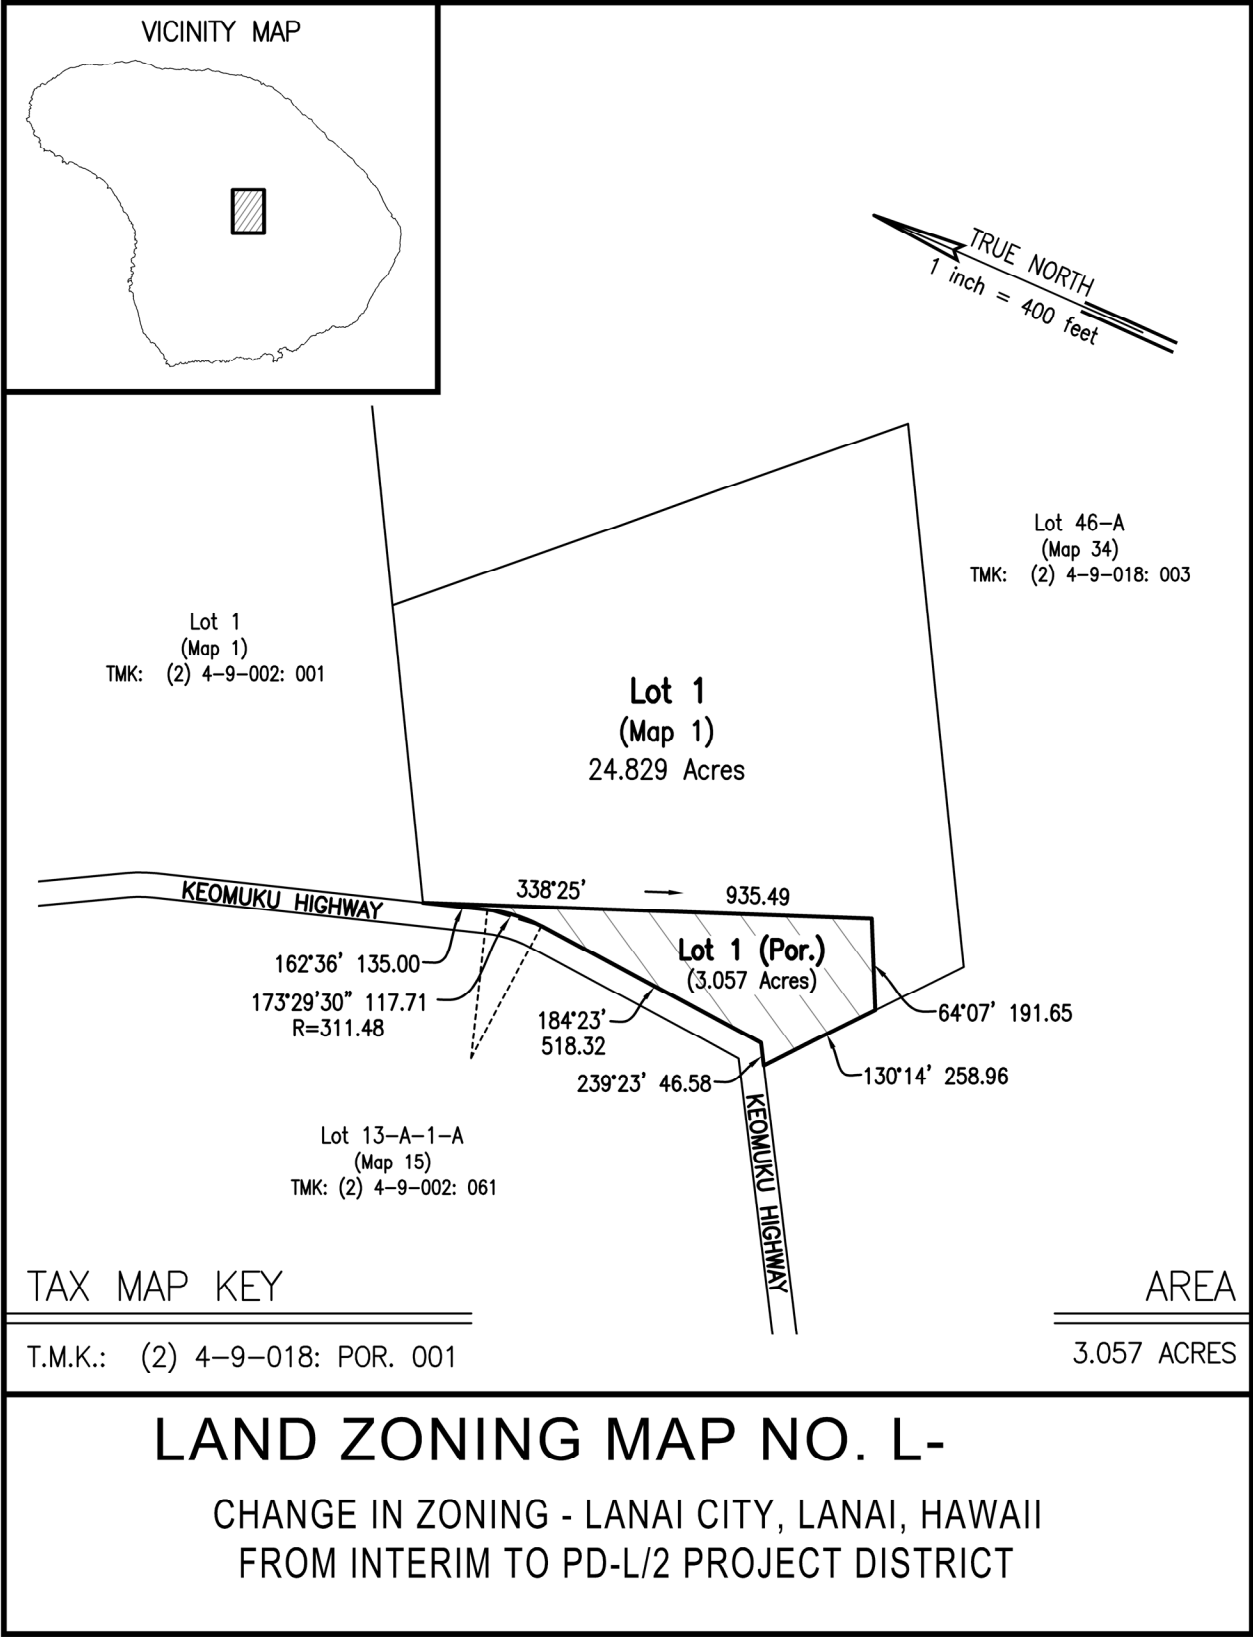 VICINITY MAP
TRUE NORTH
1 inch = 400 feet
Lot 46-A
(Map 34)
TMK: (2) 4-9-018: 003
Lot 1
(Map 1)
TMK: (2) 4-9-002: 001
Lot 1
(Map 1)
24.829 Acres
KEOMUKU HIGHWAY
338°25' 935.49
Lot 1 (Por.)
(3.057 Acres)
162°36' 135.00
173°29'30" 117.71
R=311.48
184°23'
518.32
64°07' 191.65
239°23' 46.58
130°14' 258.96
KEOMUKU HIGHWAY
Lot 13-A-1-A
(Map 15)
TMK: (2) 4-9-002: 061
TAX MAP KEY
T.M.K.: (2) 4-9-018: POR. 001
AREA
3.057 ACRES
LAND ZONING MAP NO. L-
CHANGE IN ZONING - LANAI CITY, LANAI, HAWAII
FROM INTERIM TO PD-L/2 PROJECT DISTRICT